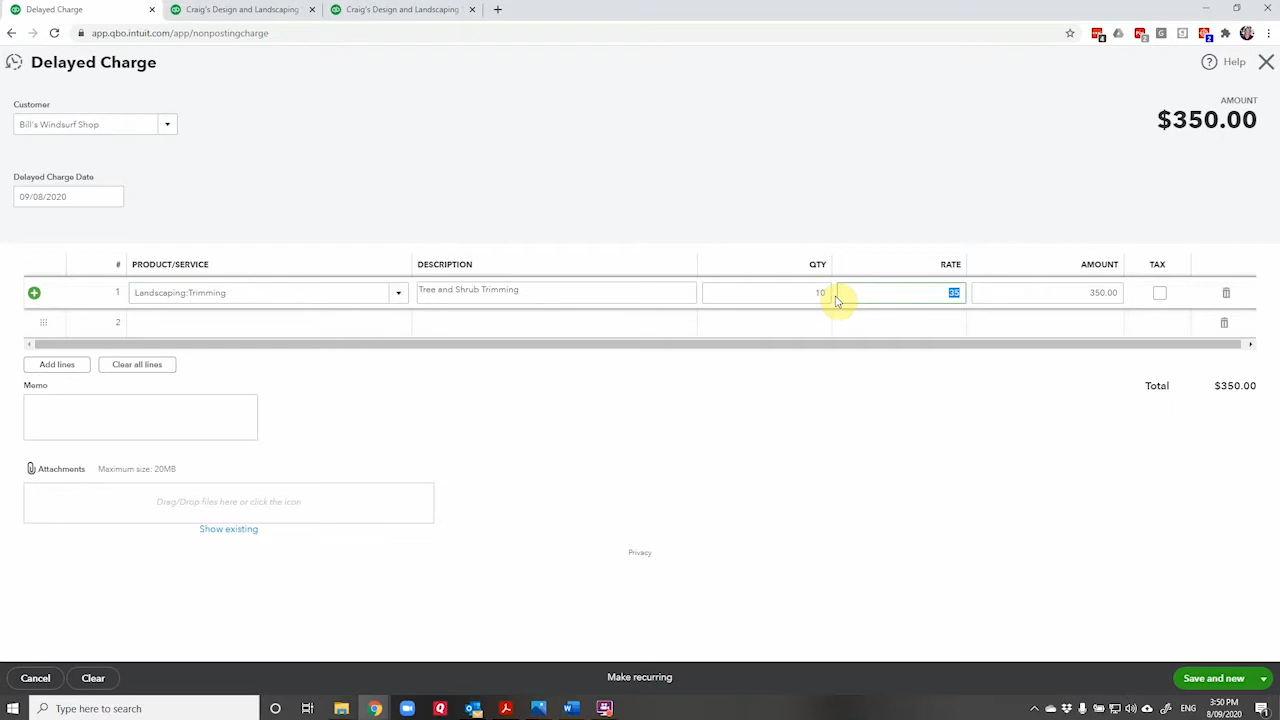 Delayed Charge
Craig's Design and Landscaping
Craig's Design and Landscaping
app.qbo.intuit.com/app/nonpostingcharge
Delayed Charge
Help
Customer
AMOUNT
Bill's Windsurf Shop
$350.00
Delayed Charge Date
09/08/2020
# PRODUCT/SERVICE DESCRIPTION QTY RATE AMOUNT TAX
1 Landscaping:Trimming Tree and Shrub Trimming 10 35 350.00
2
Add lines Clear all lines
Memo
Total $350.00
Attachments Maximum size: 20MB
Drag/Drop files here or click the icon
Show existing
Privacy
Cancel Clear Make recurring Save and new
Type here to search
3:50 PM
8/09/2020